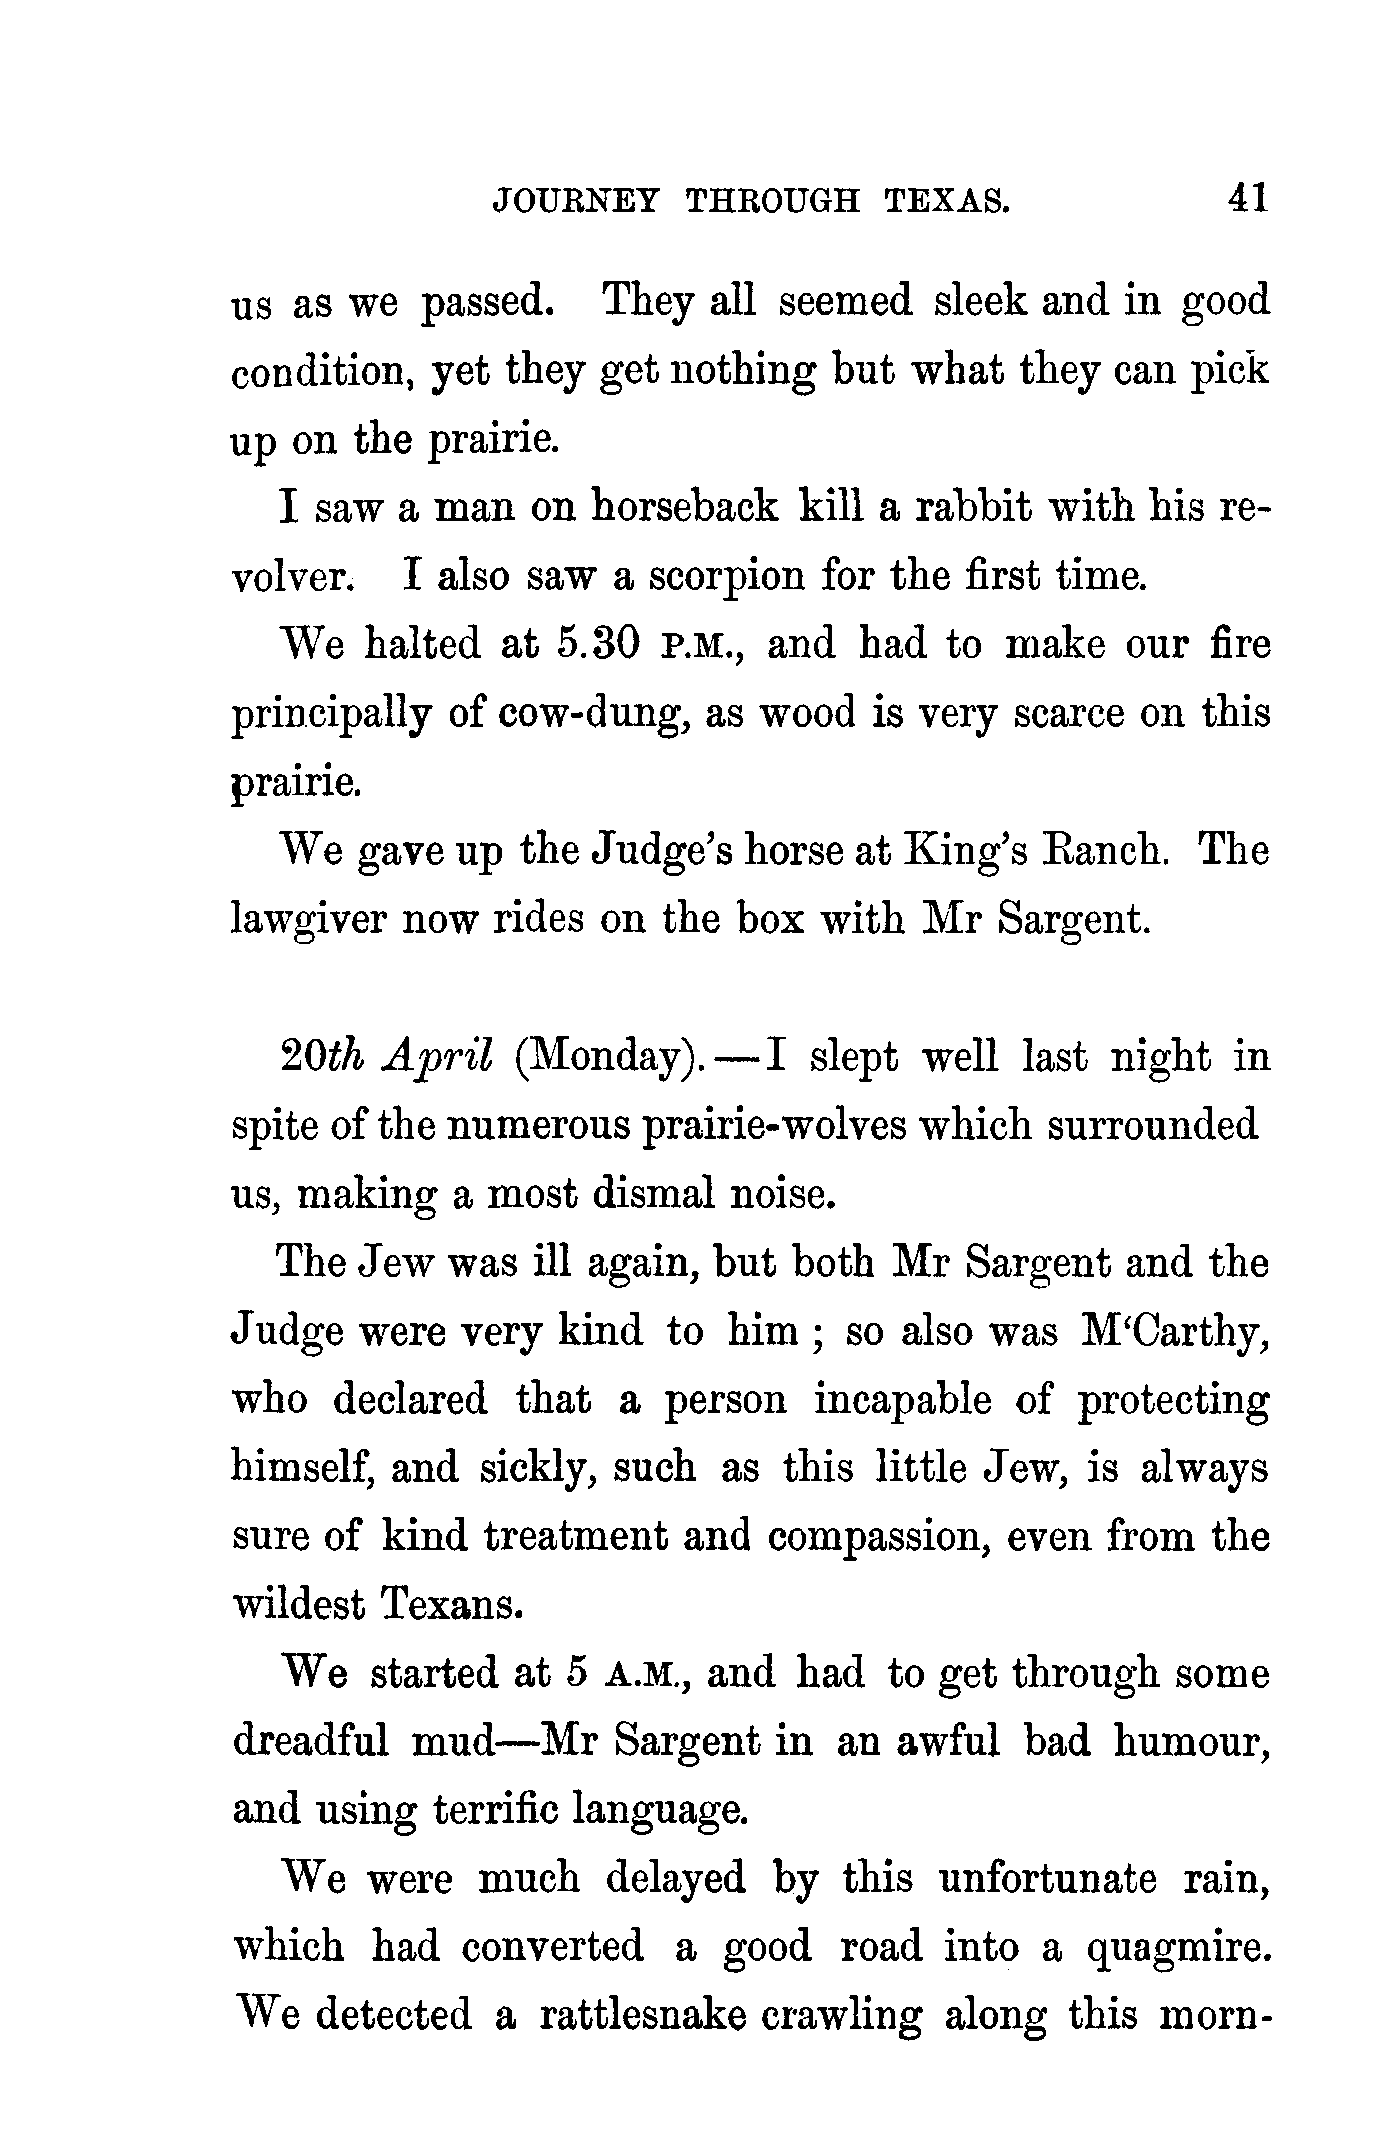 JOURNEY THROUGH TEXAS. 41
us as we passed. They all seemed sleek and in good
condition, yet they get nothing but what they can pick
up on the prairie.
I saw a man on horseback kill a rabbit with his re-
volver. I also saw a scorpion for the first time.
We halted at 5.30 P.M., and had to make our fire
principally of cow-dung, as wood is very scarce on this
prairie.
We gave up the Judge's horse at King's Ranch. The
lawgiver now rides on the box with Mr Sargent.
20th April (Monday).—I slept well last night in
spite of the numerous prairie-wolves which surrounded
us, making a most dismal noise.
The Jew was ill again, but both Mr Sargent and the
Judge were very kind to him ; so also was M‘Carthy,
who declared that a person incapable of protecting
himself, and sickly, such as this little Jew, is always
sure of kind treatment and compassion, even from the
wildest Texans.
We started at 5 A.M., and had to get through some
dreadful mud—Mr Sargent in an awful bad humour,
and using terrific language.
We were much delayed by this unfortunate rain,
which had converted a good road into a quagmire.
We detected a rattlesnake crawling along this morn-